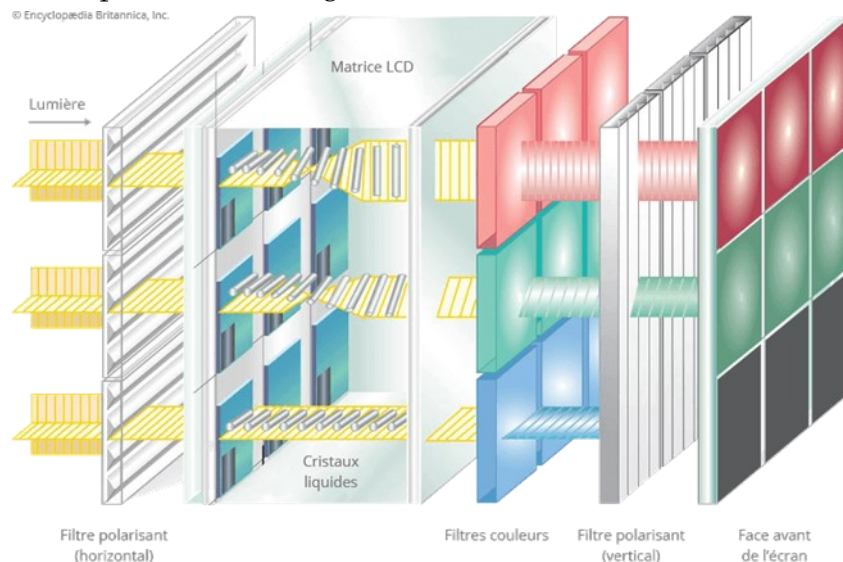 © Encyclopædia Britannica, Inc.
Matrice LCD
Lumière
Cristaux
liquides
Filtre polarisant
(horizontal)
Filtres couleurs
Filtre polarisant
(vertical)
Face avant
de l'écran